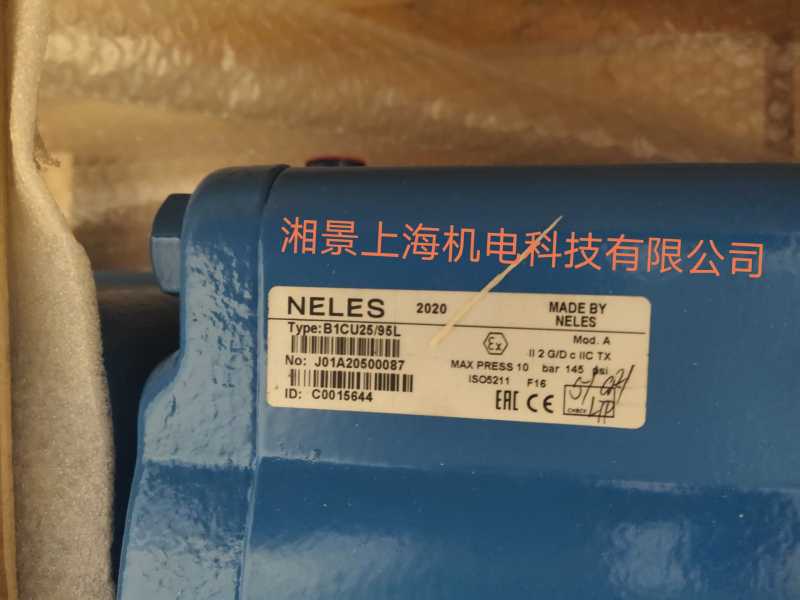 湘景上海机电科技有限公司
NELES 2020 MADE BY
NELES
Type:B1CU25/95L
Mod. A
Ex
II 2 G/D c IIC TX
No: J01A20500087
MAX PRESS 10 bar 145 psi
ISO5211 F16
ID: C0015644
EAC CE